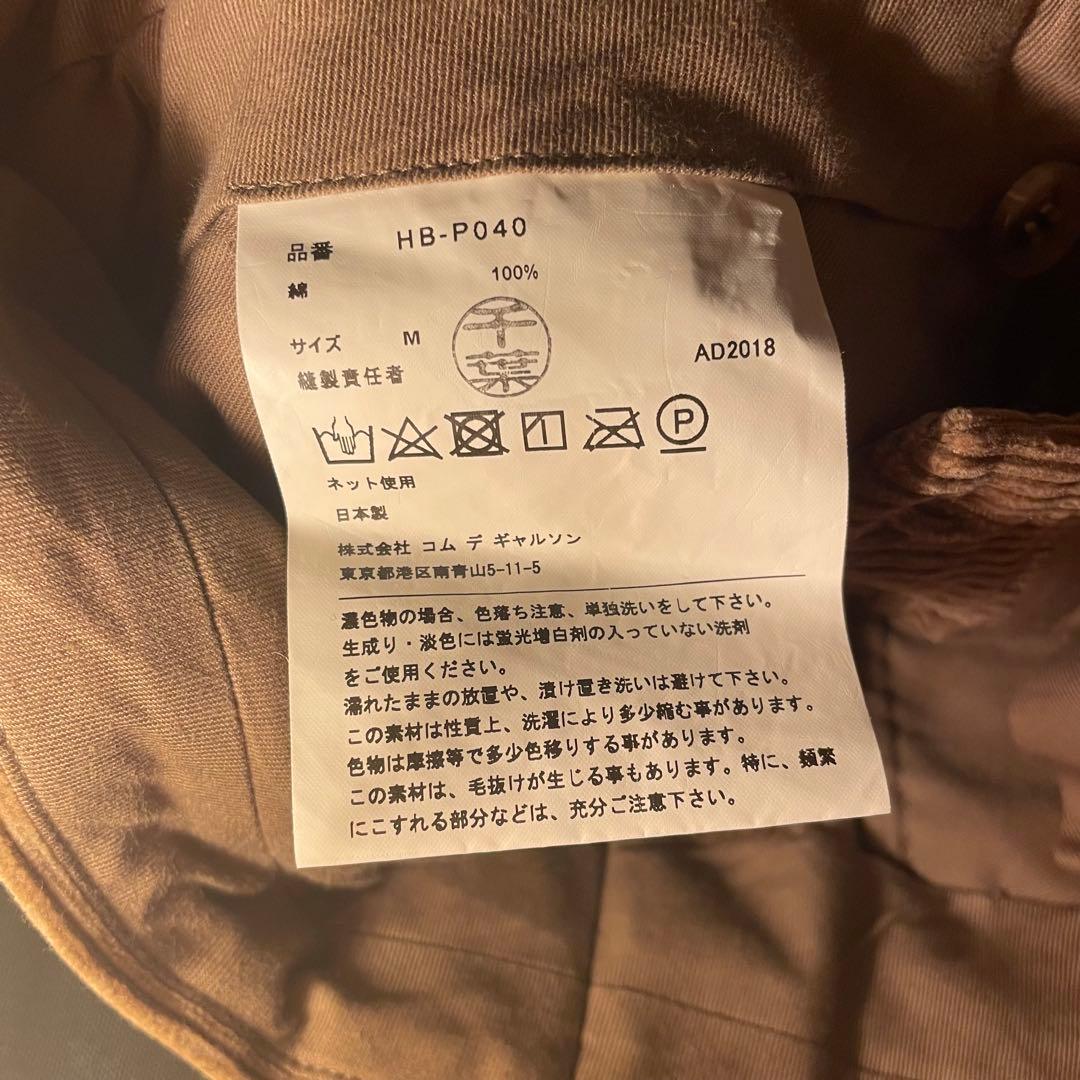 品番 HB-P040
綿 100%
サイズ M
千葉
AD2018
縫製責任者
P
ネット使用
日本製
株式会社 コム デ ギャルソン
東京都港区南青山5-11-5
濃色物の場合、色落ち注意、単独洗いをして下さい。
生成り・淡色には蛍光増白剤の入っていない洗剤
をご使用ください。
濡れたままの放置や、漬け置き洗いは避けて下さい。
この素材は性質上、洗濯により多少縮む事があります。
色物は摩擦等で多少色移りする事があります。
この素材は、毛抜けが生じる事もあります。特に、頻繁
にこすれる部分などは、充分ご注意下さい。